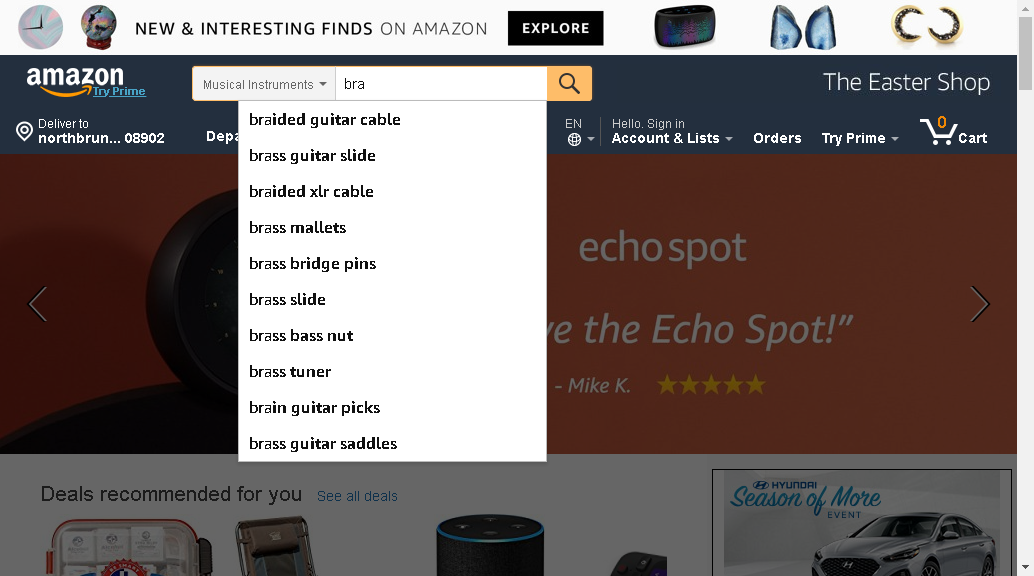 NEW & INTERESTING FINDS ON AMAZON EXPLORE
amazon
Try Prime
Musical Instruments
bra
The Easter Shop
Deliver to
northbrun... 08902
Depa
EN
Hello. Sign in
Account & Lists
Orders
Try Prime
0
Cart
braided guitar cable
brass guitar slide
braided xlr cable
brass mallets
brass bridge pins
brass slide
brass bass nut
brass tuner
brain guitar picks
brass guitar saddles
echo spot
ve the Echo Spot!”
- Mike K.
Deals recommended for you See all deals
HYUNDAI
Season of More
EVENT